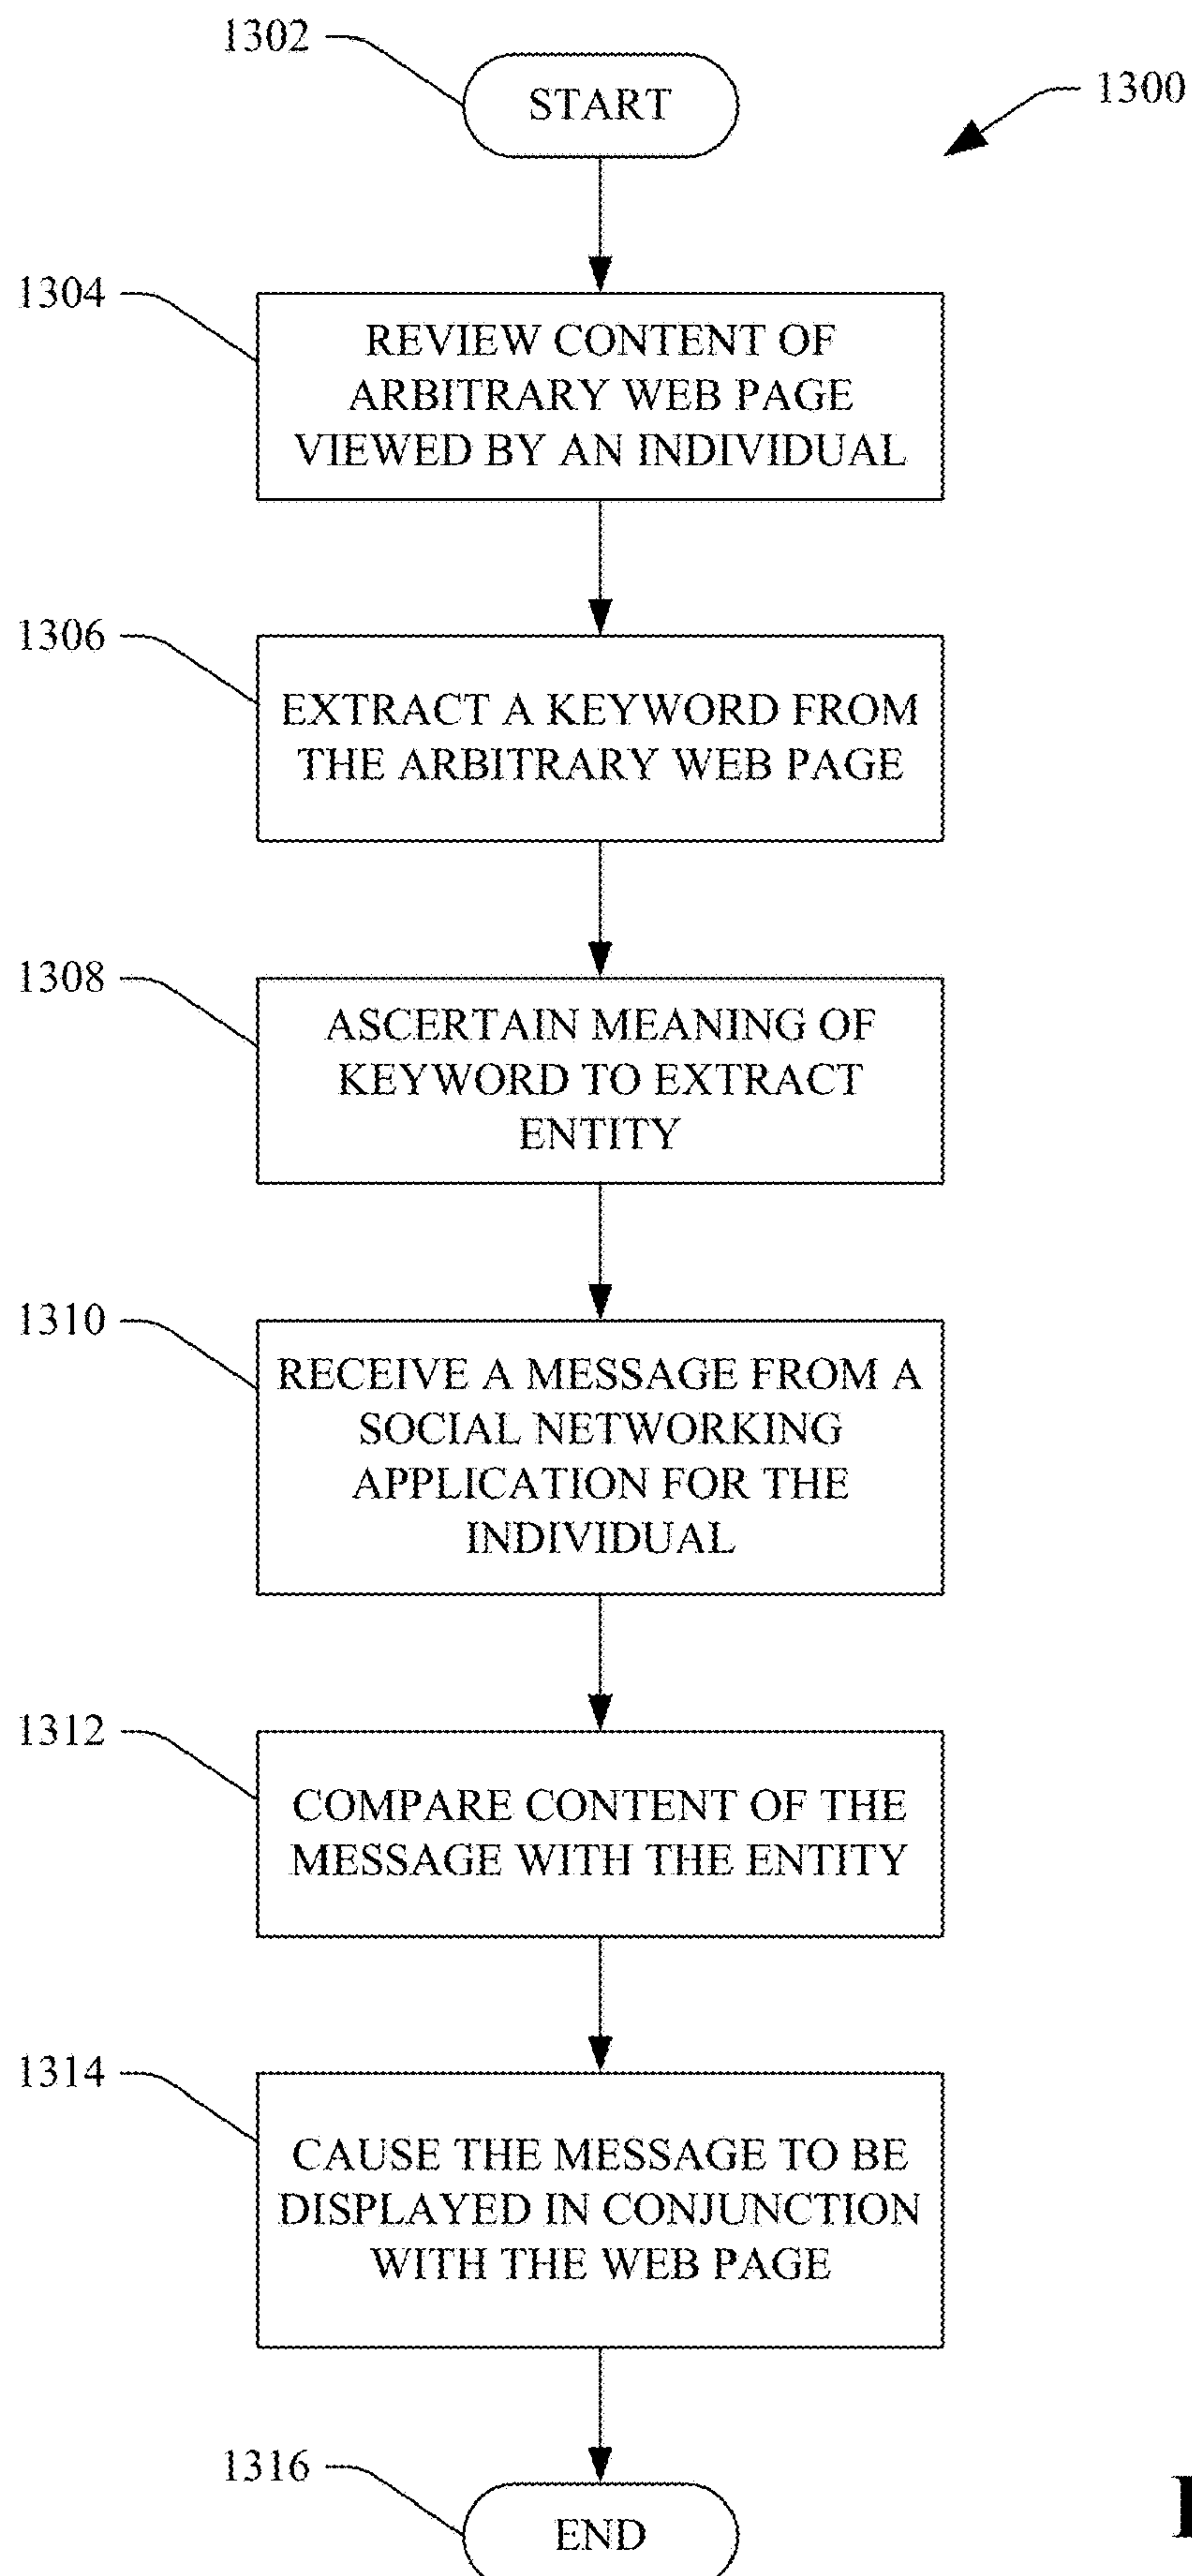 1302
START
1300
1304
REVIEW CONTENT OF
ARBITRARY WEB PAGE
VIEWED BY AN INDIVIDUAL
1306
EXTRACT A KEYWORD FROM
THE ARBITRARY WEB PAGE
1308
ASCERTAIN MEANING OF
KEYWORD TO EXTRACT
ENTITY
1310
RECEIVE A MESSAGE FROM A
SOCIAL NETWORKING
APPLICATION FOR THE
INDIVIDUAL
1312
COMPARE CONTENT OF THE
MESSAGE WITH THE ENTITY
1314
CAUSE THE MESSAGE TO BE
DISPLAYED IN CONJUNCTION
WITH THE WEB PAGE
1316
END